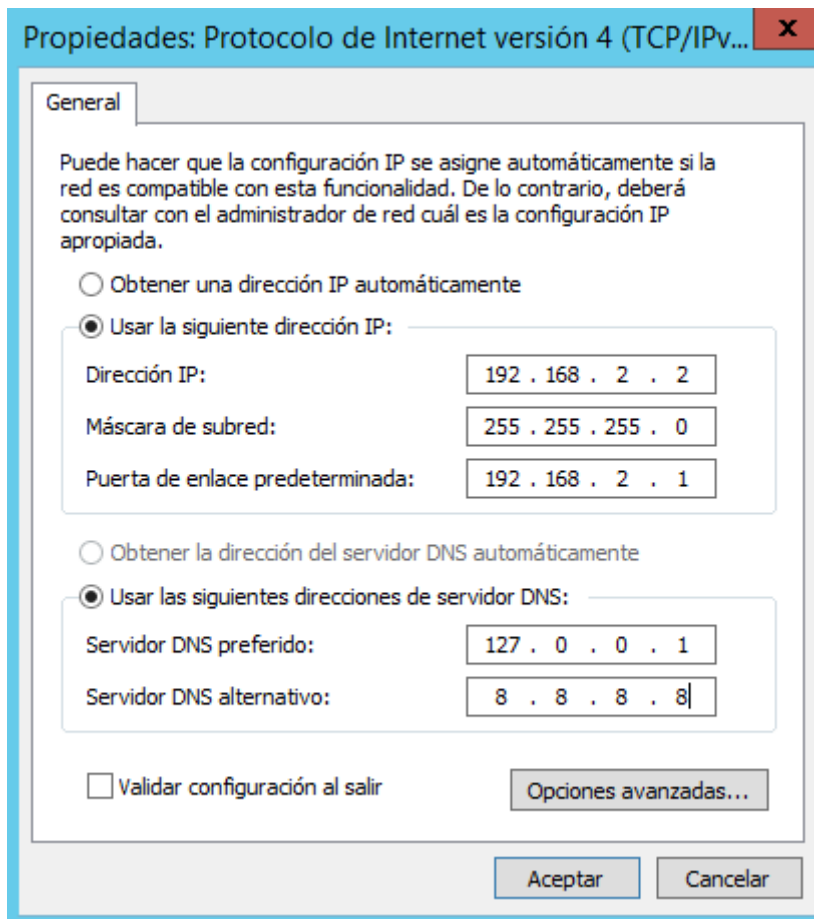 Propiedades: Protocolo de Internet versión 4 (TCP/IPv... x
General
Puede hacer que la configuración IP se asigne automáticamente si la
red es compatible con esta funcionalidad. De lo contrario, deberá
consultar con el administrador de red cuál es la configuración IP
apropiada.
Obtener una dirección IP automáticamente
Usar la siguiente dirección IP:
Dirección IP: 192 . 168 . 2 . 2
Máscara de subred: 255 . 255 . 255 . 0
Puerta de enlace predeterminada: 192 . 168 . 2 . 1
Obtener la dirección del servidor DNS automáticamente
Usar las siguientes direcciones de servidor DNS:
Servidor DNS preferido: 127 . 0 . 0 . 1
Servidor DNS alternativo: 8 . 8 . 8 . 8
Validar configuración al salir Opciones avanzadas...
Aceptar Cancelar